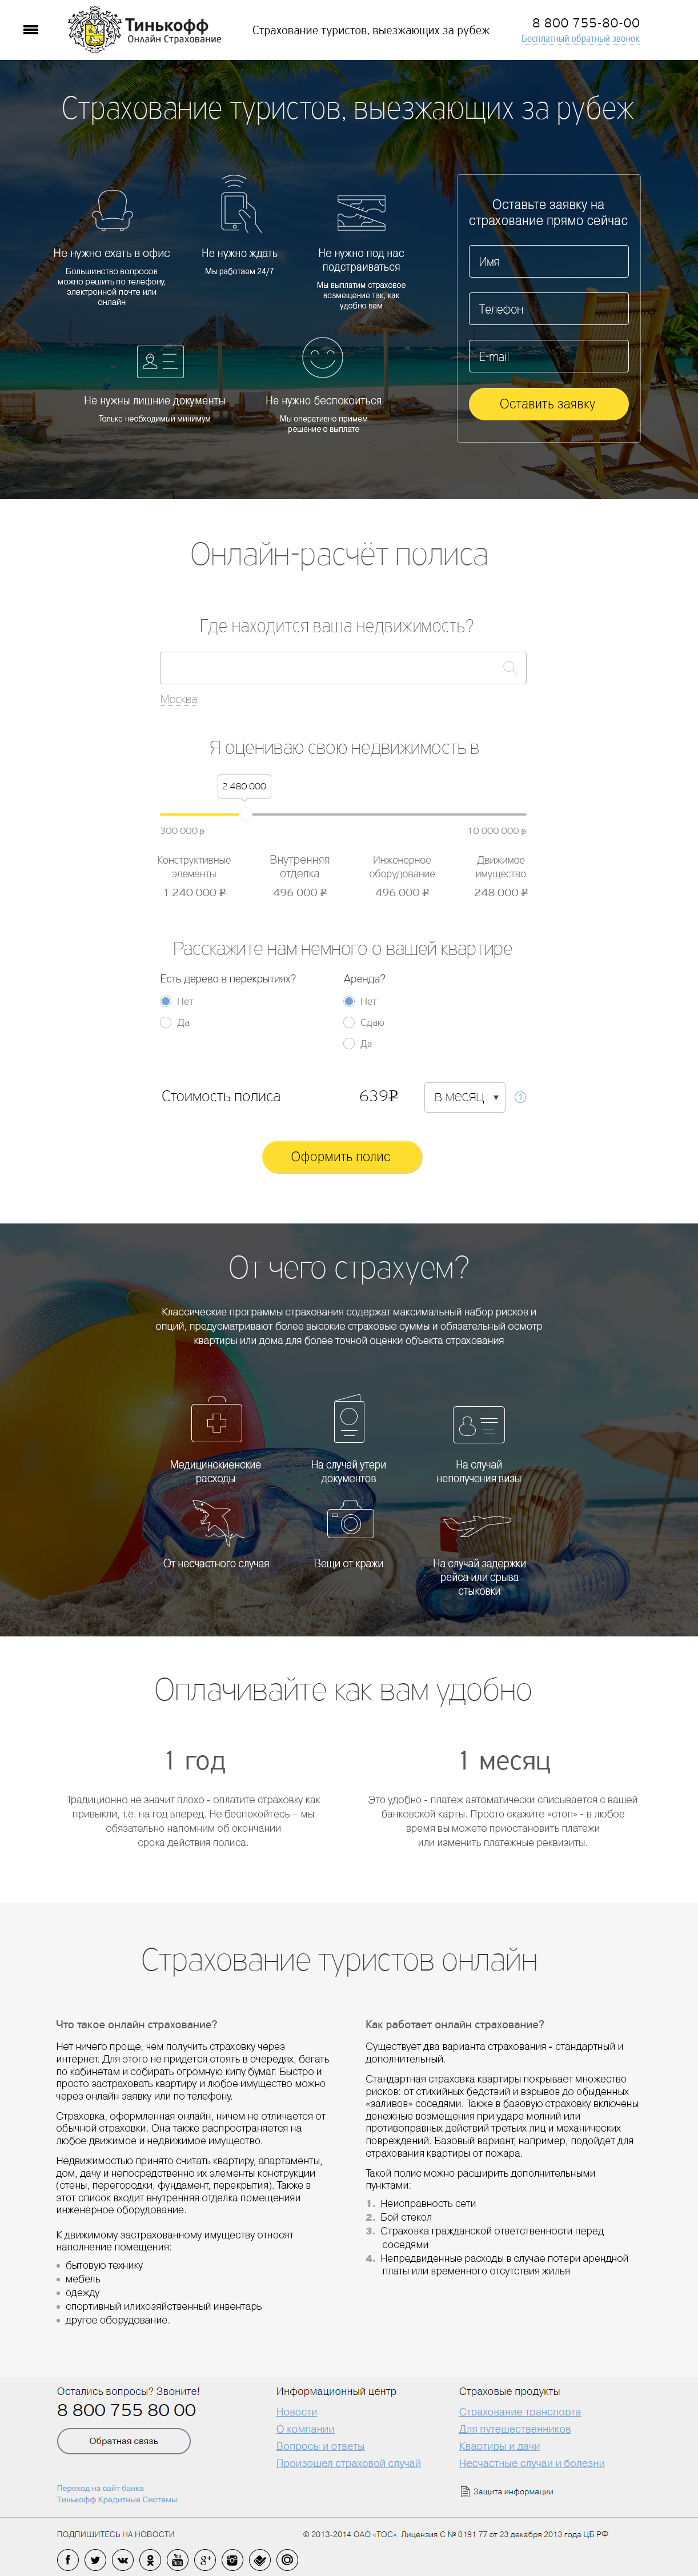 Тинькофф
Онлайн Страхование
Страхование туристов, выезжающих за рубеж
8 800 755-80-00
Бесплатный обратный звонок
Страхование туристов, выезжающих за рубеж
Не нужно ехать в офис
Большинство вопросов
можно решить по телефону,
электронной почте или
онлайн
Не нужно ждать
Мы работаем 24/7
Не нужно под нас
подстраиваться
Мы выплатим страховое
возмещение так, как
удобно вам
Не нужны лишние документы
Только необходимый минимум
Не нужно беспокоиться
Мы оперативно примем
решение о выплате
Оставьте заявку на
страхование прямо сейчас
Имя
Телефон
E-mail
Оставить заявку
Онлайн-расчёт полиса
Где находится ваша недвижимость?
Москва
Я оцениваю свою недвижимость в
2 480 000
300 000 ₽
10 000 000 ₽
Конструктивные
элементы
1 240 000 ₽
Внутренняя
отделка
496 000 ₽
Инженерное
оборудование
496 000 ₽
Движимое
имущество
248 000 ₽
Расскажите нам немного о вашей квартире
Есть дерево в перекрытиях?
Нет
Да
Аренда?
Нет
Сдаю
Да
Стоимость полиса
639₽
в месяц
?
Оформить полис
От чего страхуем?
Классические программы страхования содержат максимальный набор рисков и
опций, предусматривают более высокие страховые суммы и обязательный осмотр
квартиры или дома для более точной оценки объекта страхования
Медицинскиенские
расходы
На случай утери
документов
На случай
неполучения визы
От несчастного случая
Вещи от кражи
На случай задержки
рейса или срыва
стыковки
Оплачивайте как вам удобно
1 год
Традиционно не значит плохо - оплатите страховку как
привыкли, т.е. на год вперед. Не беспокойтесь – мы
обязательно напомним об окончании
срока действия полиса.
1 месяц
Это удобно - платеж автоматически списывается с вашей
банковской карты. Просто скажите «стоп» - в любое
время вы можете приостановить платежи
или изменить платежные реквизиты.
Страхование туристов онлайн
Что такое онлайн страхование?
Нет ничего проще, чем получить страховку через
интернет. Для этого не придется стоять в очередях, бегать
по кабинетам и собирать огромную кипу бумаг. Быстро и
просто застраховать квартиру и любое имущество можно
через онлайн заявку или по телефону.
Страховка, оформленная онлайн, ничем не отличается от
обычной страховки. Она также распространяется на
любое движимое и недвижимое имущество.
Недвижимостью принято считать квартиру, апартаменты,
дом, дачу и непосредственно их элементы конструкции
(стены, перегородки, фундамент, перекрытия). Также в
этот список входит внутренняя отделка помещенияи
инженерное оборудование.
К движимому застрахованному имуществу относят
наполнение помещения:
бытовую технику
мебель
одежду
спортивный илихозяйственный инвентарь
другое оборудование.
Как работает онлайн страхование?
Существует два варианта страхования - стандартный и
дополнительный.
Стандартная страховка квартиры покрывает множество
рисков: от стихийных бедствий и взрывов до обыденных
«заливов» соседями. Также в базовую страховку включены
денежные возмещения при ударе молний или
противоправных действий третьих лиц и механических
повреждений. Базовый вариант, например, подойдет для
страхования квартиры от пожара.
Такой полис можно расширить дополнительными
пунктами:
1. Неисправность сети
2. Бой стекол
3. Страховка гражданской ответственности перед
соседями
4. Непредвиденные расходы в случае потери арендной
платы или временного отсутствия жилья
Остались вопросы? Звоните!
8 800 755 80 00
Обратная связь
Переход на сайт банка
Тинькофф Кредитные Системы
Информационный центр
Новости
О компании
Вопросы и ответы
Произошел страховой случай
Страховые продукты
Страхование транспорта
Для путешественников
Квартиры и дачи
Несчастные случаи и болезни
Защита информации
ПОДПИШИТЕСЬ НА НОВОСТИ
© 2013-2014 ОАО «ТОС». Лицензия С № 0191 77 от 23 декабря 2013 года ЦБ РФ